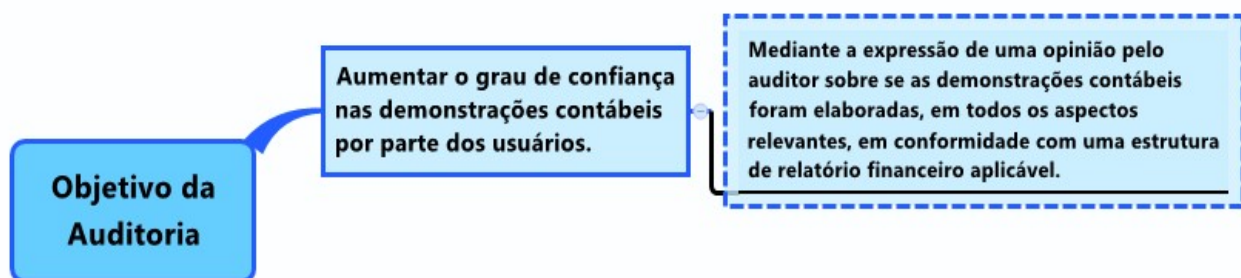 Objetivo da
Auditoria
Aumentar o grau de confiança
nas demonstrações contábeis
por parte dos usuários.
Mediante a expressão de uma opinião pelo
auditor sobre se as demonstrações contábeis
foram elaboradas, em todos os aspectos
relevantes, em conformidade com uma estrutura
de relatório financeiro aplicável.